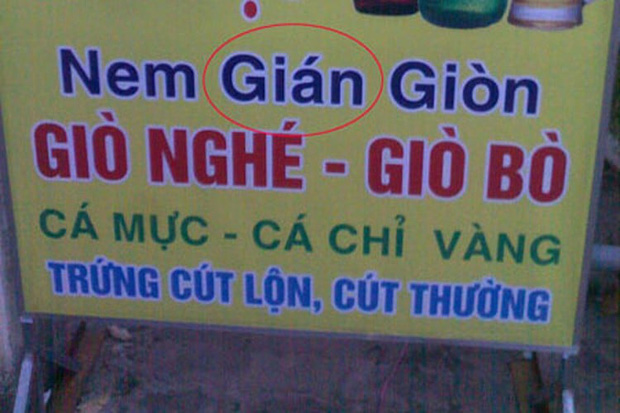 Nem Gián Giòn
GIÒ NGHÉ - GIÒ BÒ
CÁ MỰC - CÁ CHỈ VÀNG
TRỨNG CÚT LỘN, CÚT THƯỜNG